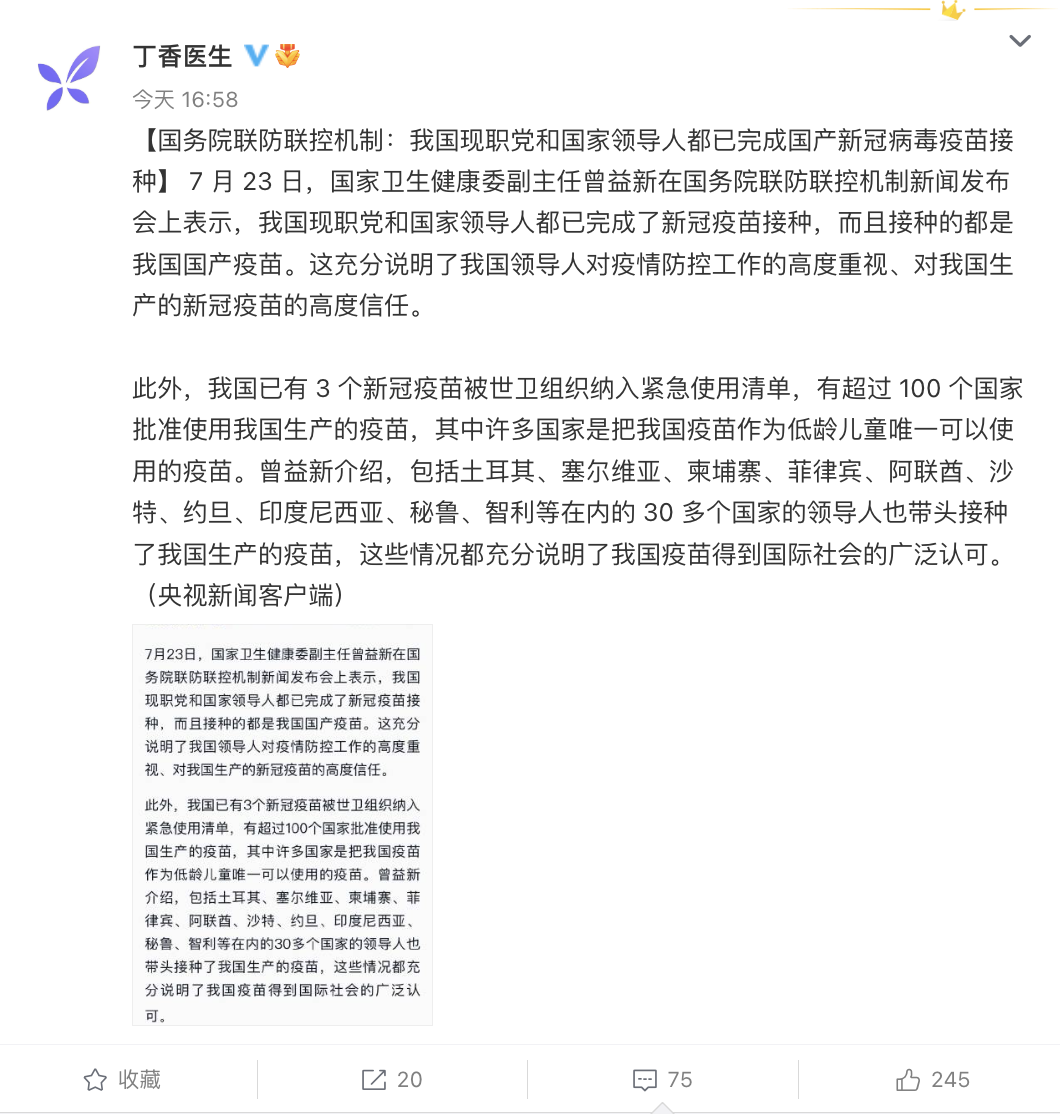 丁香医生
今天 16:58
【国务院联防联控机制：我国现职党和国家领导人都已完成国产新冠病毒疫苗接
种】 7 月 23 日，国家卫生健康委副主任曾益新在国务院联防联控机制新闻发布
会上表示，我国现职党和国家领导人都已完成了新冠疫苗接种，而且接种的都是
我国国产疫苗。这充分说明了我国领导人对疫情防控工作的高度重视、对我国生
产的新冠疫苗的高度信任。
此外，我国已有 3 个新冠疫苗被世卫组织纳入紧急使用清单，有超过 100 个国家
批准使用我国生产的疫苗，其中许多国家是把我国疫苗作为低龄儿童唯一可以使
用的疫苗。曾益新介绍，包括土耳其、塞尔维亚、柬埔寨、菲律宾、阿联酋、沙
特、约旦、印度尼西亚、秘鲁、智利等在内的 30 多个国家的领导人也带头接种
了我国生产的疫苗，这些情况都充分说明了我国疫苗得到国际社会的广泛认可。
（央视新闻客户端）
7月23日，国家卫生健康委副主任曾益新在国
务院联防联控机制新闻发布会上表示，我国
现职党和国家领导人都已完成了新冠疫苗接
种，而且接种的都是我国国产疫苗。这充分
说明了我国领导人对疫情防控工作的高度重
视、对我国生产的新冠疫苗的高度信任。
此外，我国已有3个新冠疫苗被世卫组织纳入
紧急使用清单，有超过100个国家批准使用我
国生产的疫苗，其中许多国家是把我国疫苗
作为低龄儿童唯一可以使用的疫苗。曾益新
介绍，包括土耳其、塞尔维亚、柬埔寨、菲
律宾、阿联酋、沙特、约旦、印度尼西亚、
秘鲁、智利等在内的30多个国家的领导人也
带头接种了我国生产的疫苗，这些情况都充
分说明了我国疫苗得到国际社会的广泛认
可。
收藏
20
75
245